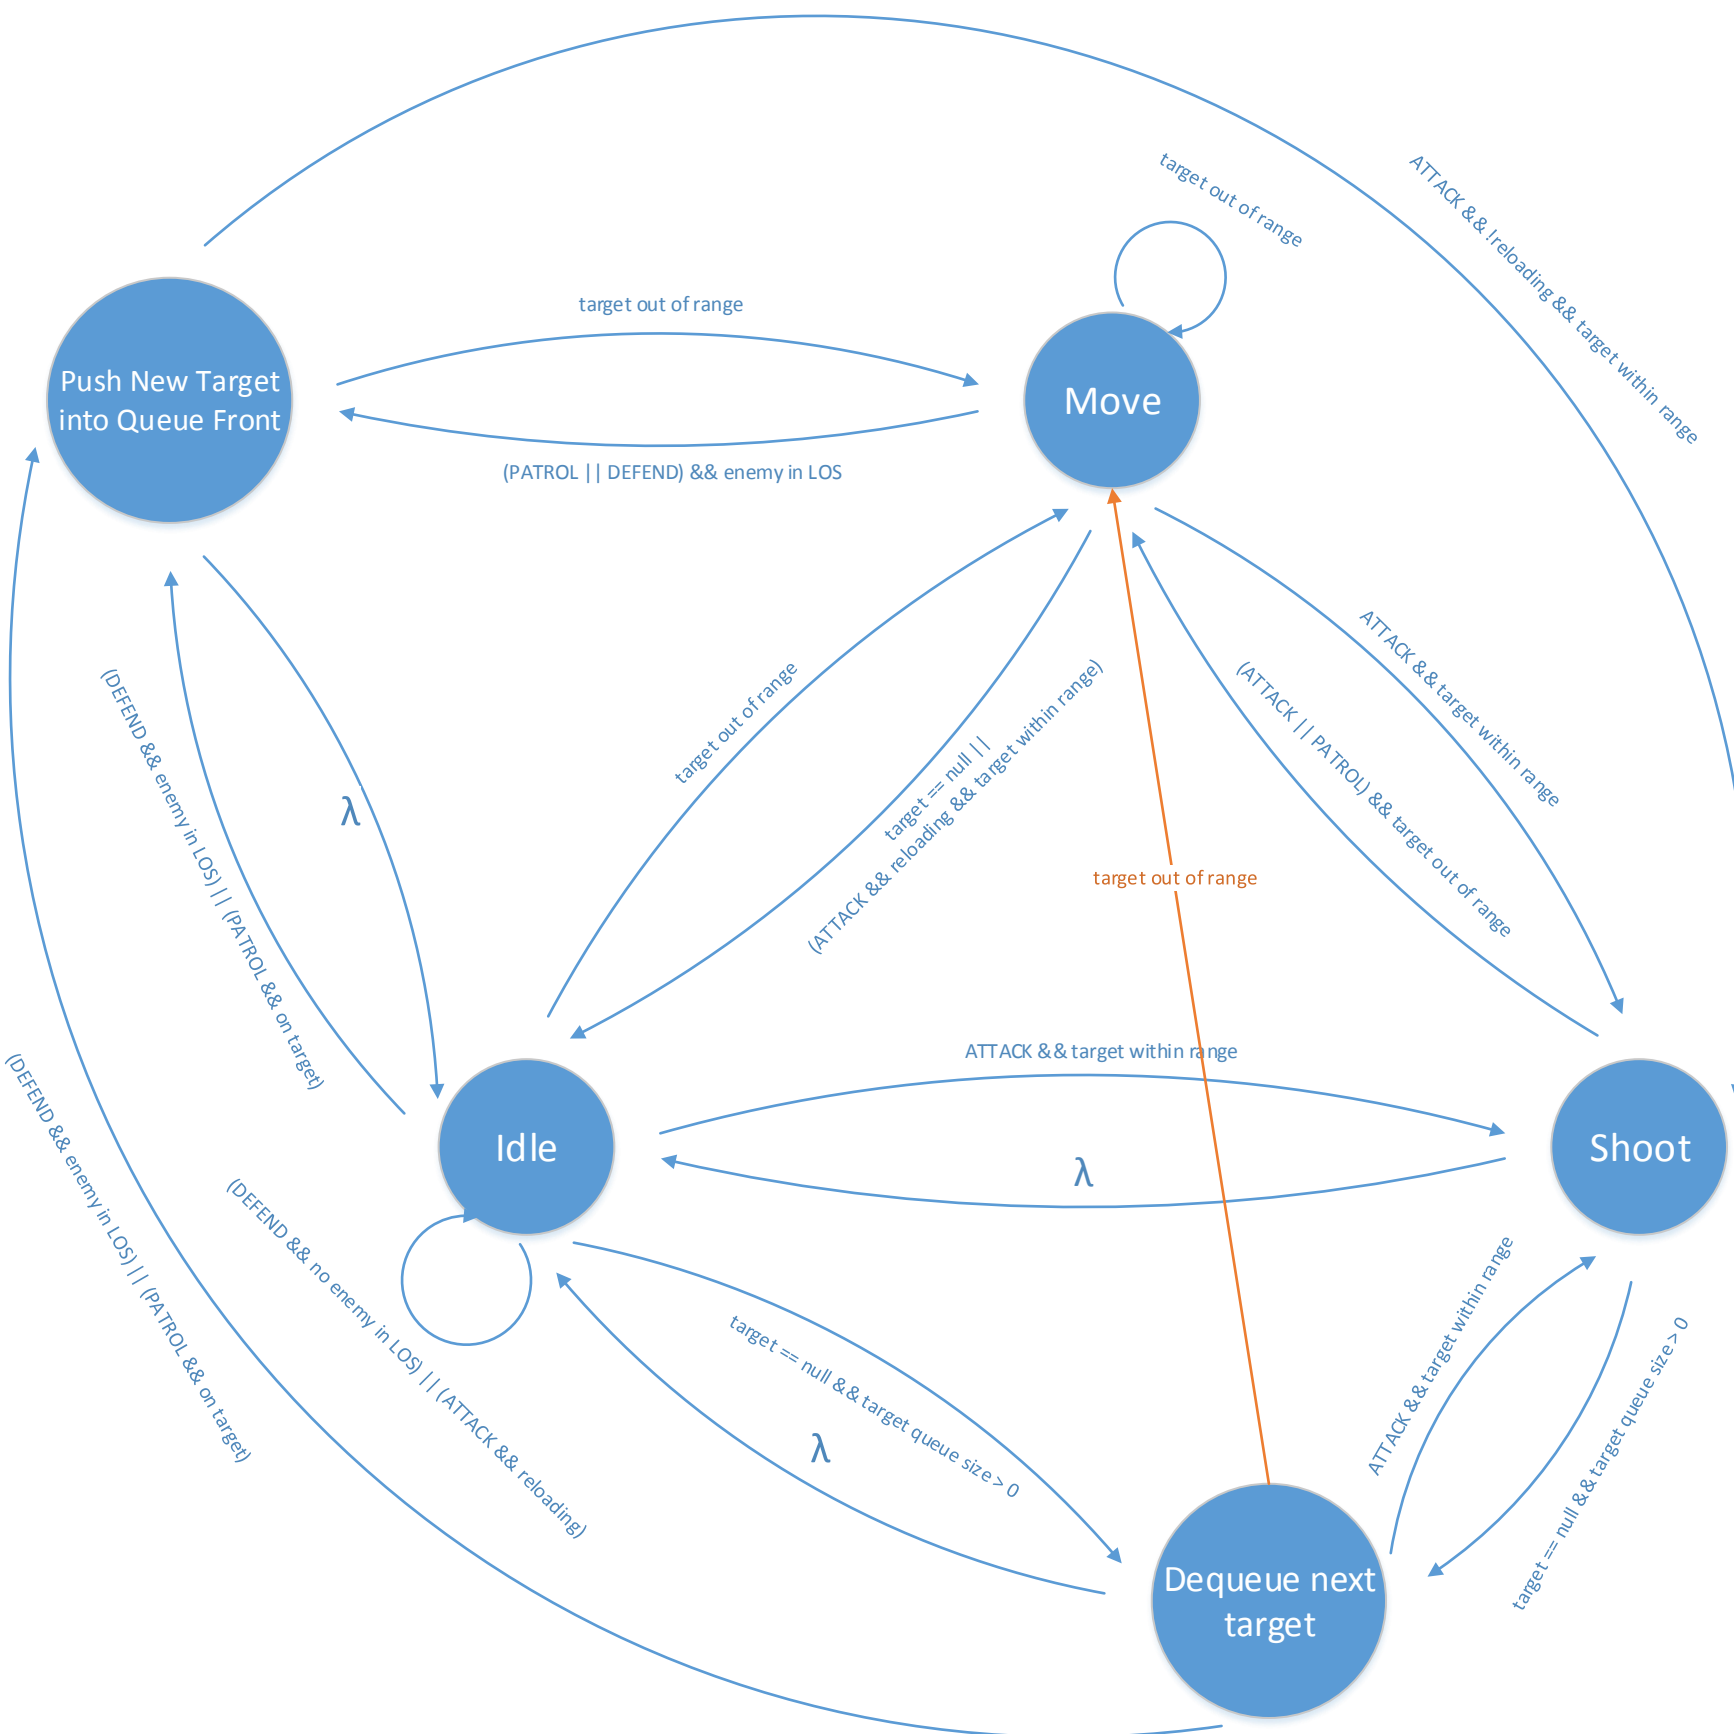 target out of range
ATTACK && !reloading && target within range
target out of range
Push New Target
into Queue Front
Move
(PATROL || DEFEND) && enemy in LOS
target out of range
target == null ||
(ATTACK && reloading && target within range)
ATTACK && target within range
(ATTACK || PATROL) && target out of range
(DEFEND && enemy in LOS) || (PATROL && on target)
λ
target out of range
ATTACK && target within range
Idle
Shoot
λ
(DEFEND && enemy in LOS) || (PATROL && on target)
(DEFEND && no enemy in LOS) || (ATTACK && reloading)
target == null && target queue size > 0
λ
ATTACK && target within range
target == null && target queue size > 0
Dequeue next
target